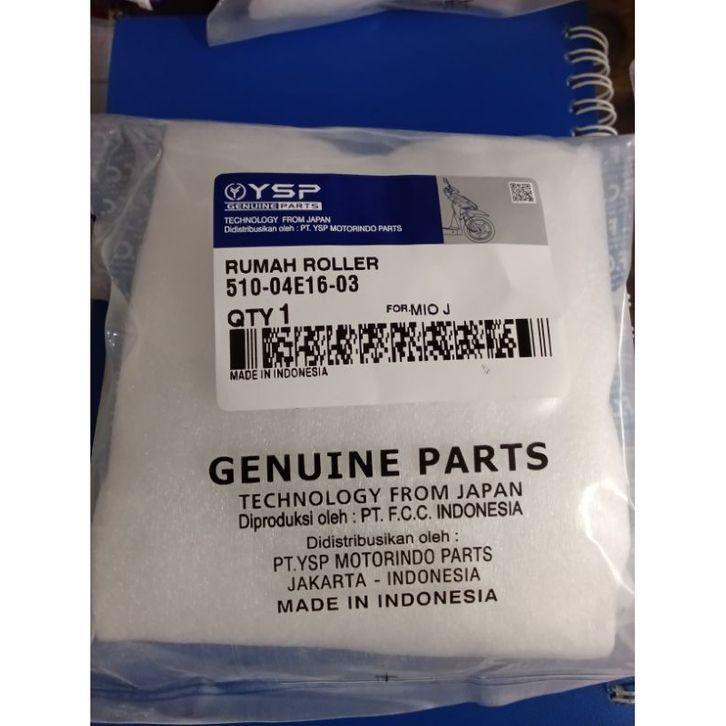 YSP
GENUINE PARTS
TECHNOLOGY FROM JAPAN
Didistribusikan oleh : PT. YSP MOTORINDO PARTS
RUMAH ROLLER
510-04E16-03
QTY 1
FOR.MIO J
MADE IN INDONESIA
GENUINE PARTS
TECHNOLOGY FROM JAPAN
Diproduksi oleh : PT. F.C.C. INDONESIA
Didistribusikan oleh :
PT.YSP MOTORINDO PARTS
JAKARTA - INDONESIA
MADE IN INDONESIA